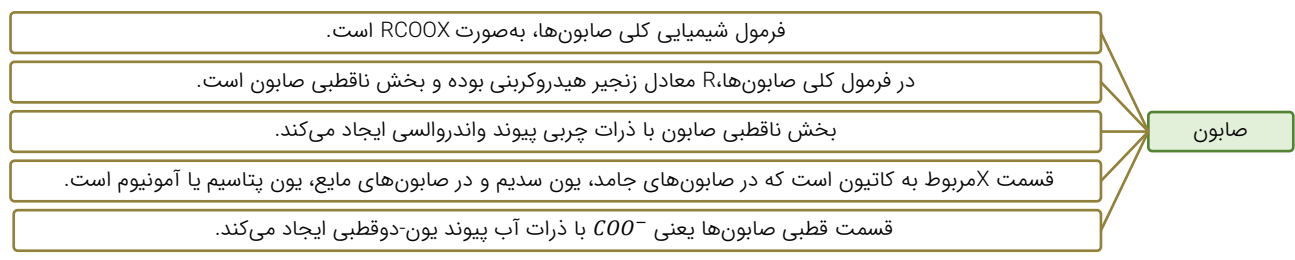 صابون
فرمول شیمیایی کلی صابون‌ها، به‌صورت RCOOX است.
در فرمول کلی صابون‌ها،R معادل زنجیر هیدروکربنی بوده و بخش ناقطبی صابون است.
بخش ناقطبی صابون با ذرات چربی پیوند واندروالسی ایجاد می‌کند.
قسمت Xمربوط به کاتیون است که در صابون‌های جامد، یون سدیم و در صابون‌های مایع، یون پتاسیم یا آمونیوم است.
قسمت قطبی صابون‌ها یعنی COO⁻ با ذرات آب پیوند یون-دوقطبی ایجاد می‌کند.